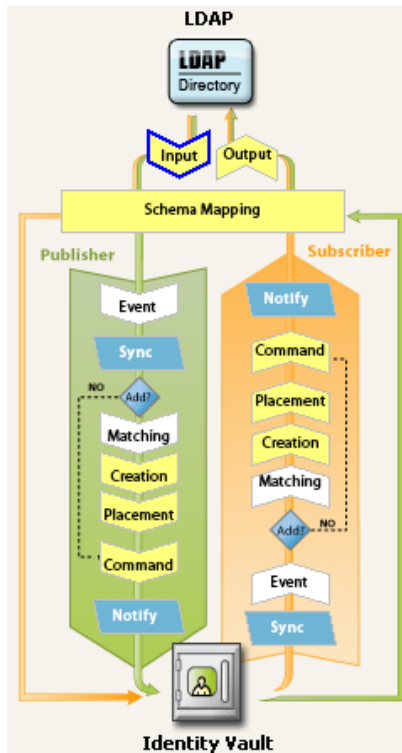 LDAP
LDAP
Directory
Input
Output
Schema Mapping
Publisher
Event
Sync
NO
Add?
Matching
Creation
Placement
Command
Notify
Subscriber
Notify
Command
Placement
Creation
Matching
Add?
NO
Event
Sync
Identity Vault